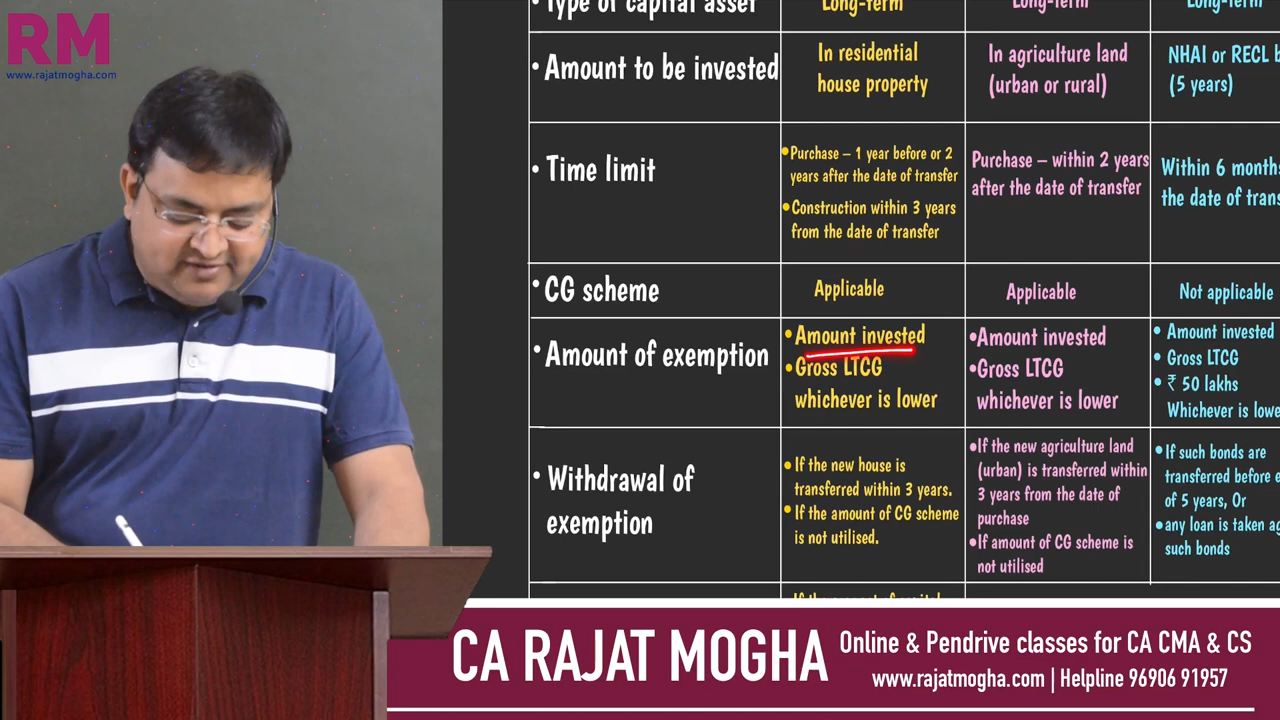 RM
www.rajatmogha.com
• Type of capital asset
Long-term
Long-term
Long-term
• Amount to be invested
In residential
house property
In agriculture land
(urban or rural)
NHAI or RECL b
(5 years)
• Time limit
• Purchase – 1 year before or 2
years after the date of transfer
• Construction within 3 years
from the date of transfer
Purchase – within 2 years
after the date of transfer
Within 6 months
the date of trans
• CG scheme
Applicable
Applicable
Not applicable
• Amount of exemption
• Amount invested
• Gross LTCG
whichever is lower
• Amount invested
• Gross LTCG
whichever is lower
• Amount invested
• Gross LTCG
• ₹ 50 lakhs
Whichever is lowe
• Withdrawal of
exemption
• If the new house is
transferred within 3 years.
• If the amount of CG scheme
is not utilised.
• If the new agriculture land
(urban) is transferred within
3 years from the date of
purchase
• If amount of CG scheme is
not utilised
• If such bonds are
transferred before e
of 5 years, Or
• any loan is taken ag
such bonds
CA RAJAT MOGHA
Online & Pendrive classes for CA CMA & CS
www.rajatmogha.com | Helpline 96906 91957